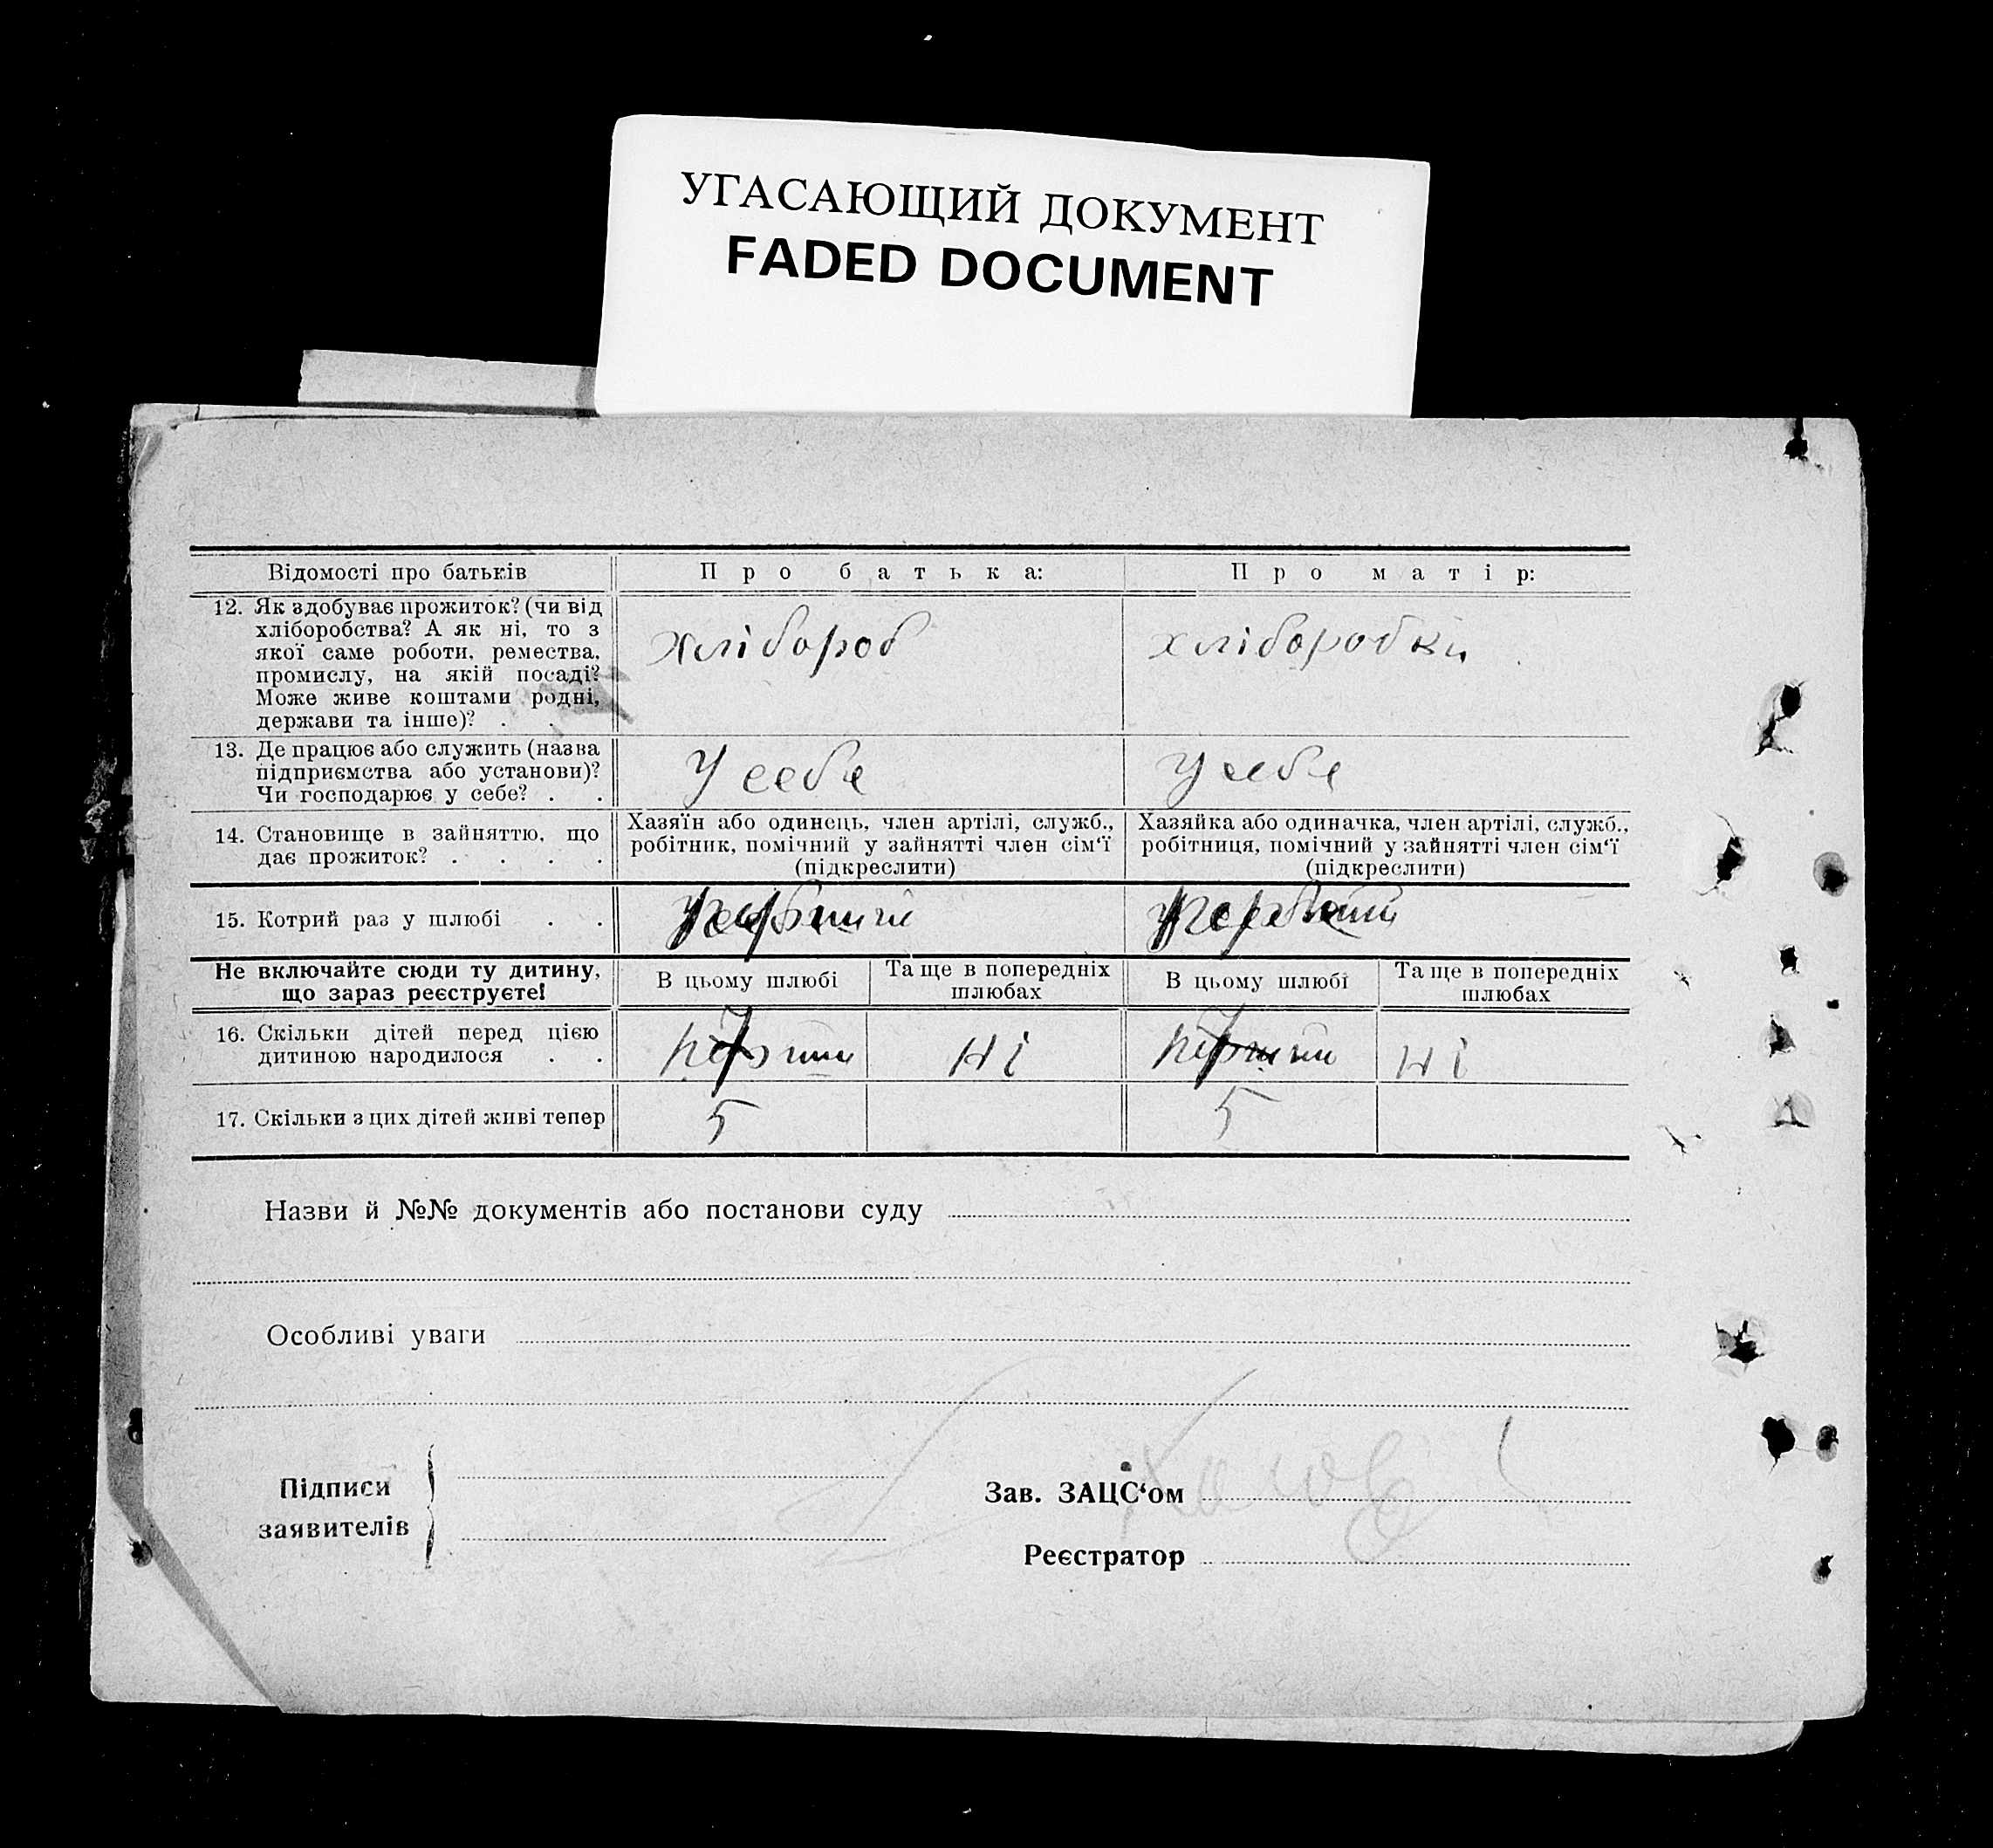 УГАСАЮЩИЙ ДОКУМЕНТ
FADED DOCUMENT
Відомості про батьків
Про батька:
Про матір:
12. Як здобуває прожиток? (чи від
хліборобства? А як ні, то з
якої саме роботи, ремества,
промислу, на якій посаді?
Може живе коштами родні,
держави та інше)? . .
хлібороб
хліборобки
13. Де працює або служить (назва
підприємства або установи)?
Чи господарює у себе? . .
У себе
У себе
14. Становище в зайняттю, що
дає прожиток? . . . .
Хазяїн або одинець, член артілі, служб.,
робітник, помічний у зайнятті член сім'ї
(підкреслити)
Хазяйка або одиначка, член артілі, служб.,
робітниця, помічний у зайнятті член сім'ї
(підкреслити)
15. Котрий раз у шлюбі . .
Не включайте сюди ту дитину,
що зараз реєструєте!
В цьому шлюбі
Та ще в попередніх
шлюбах
В цьому шлюбі
Та ще в попередніх
шлюбах
16. Скільки дітей перед цією
дитиною народилося . .
7
ні
7
ні
17. Скільки з цих дітей живі тепер
5
5
Назви й №№ документів або постанови суду
Особливі уваги
Підписи
заявителів
Зав. ЗАЦС'ом
Реєстратор